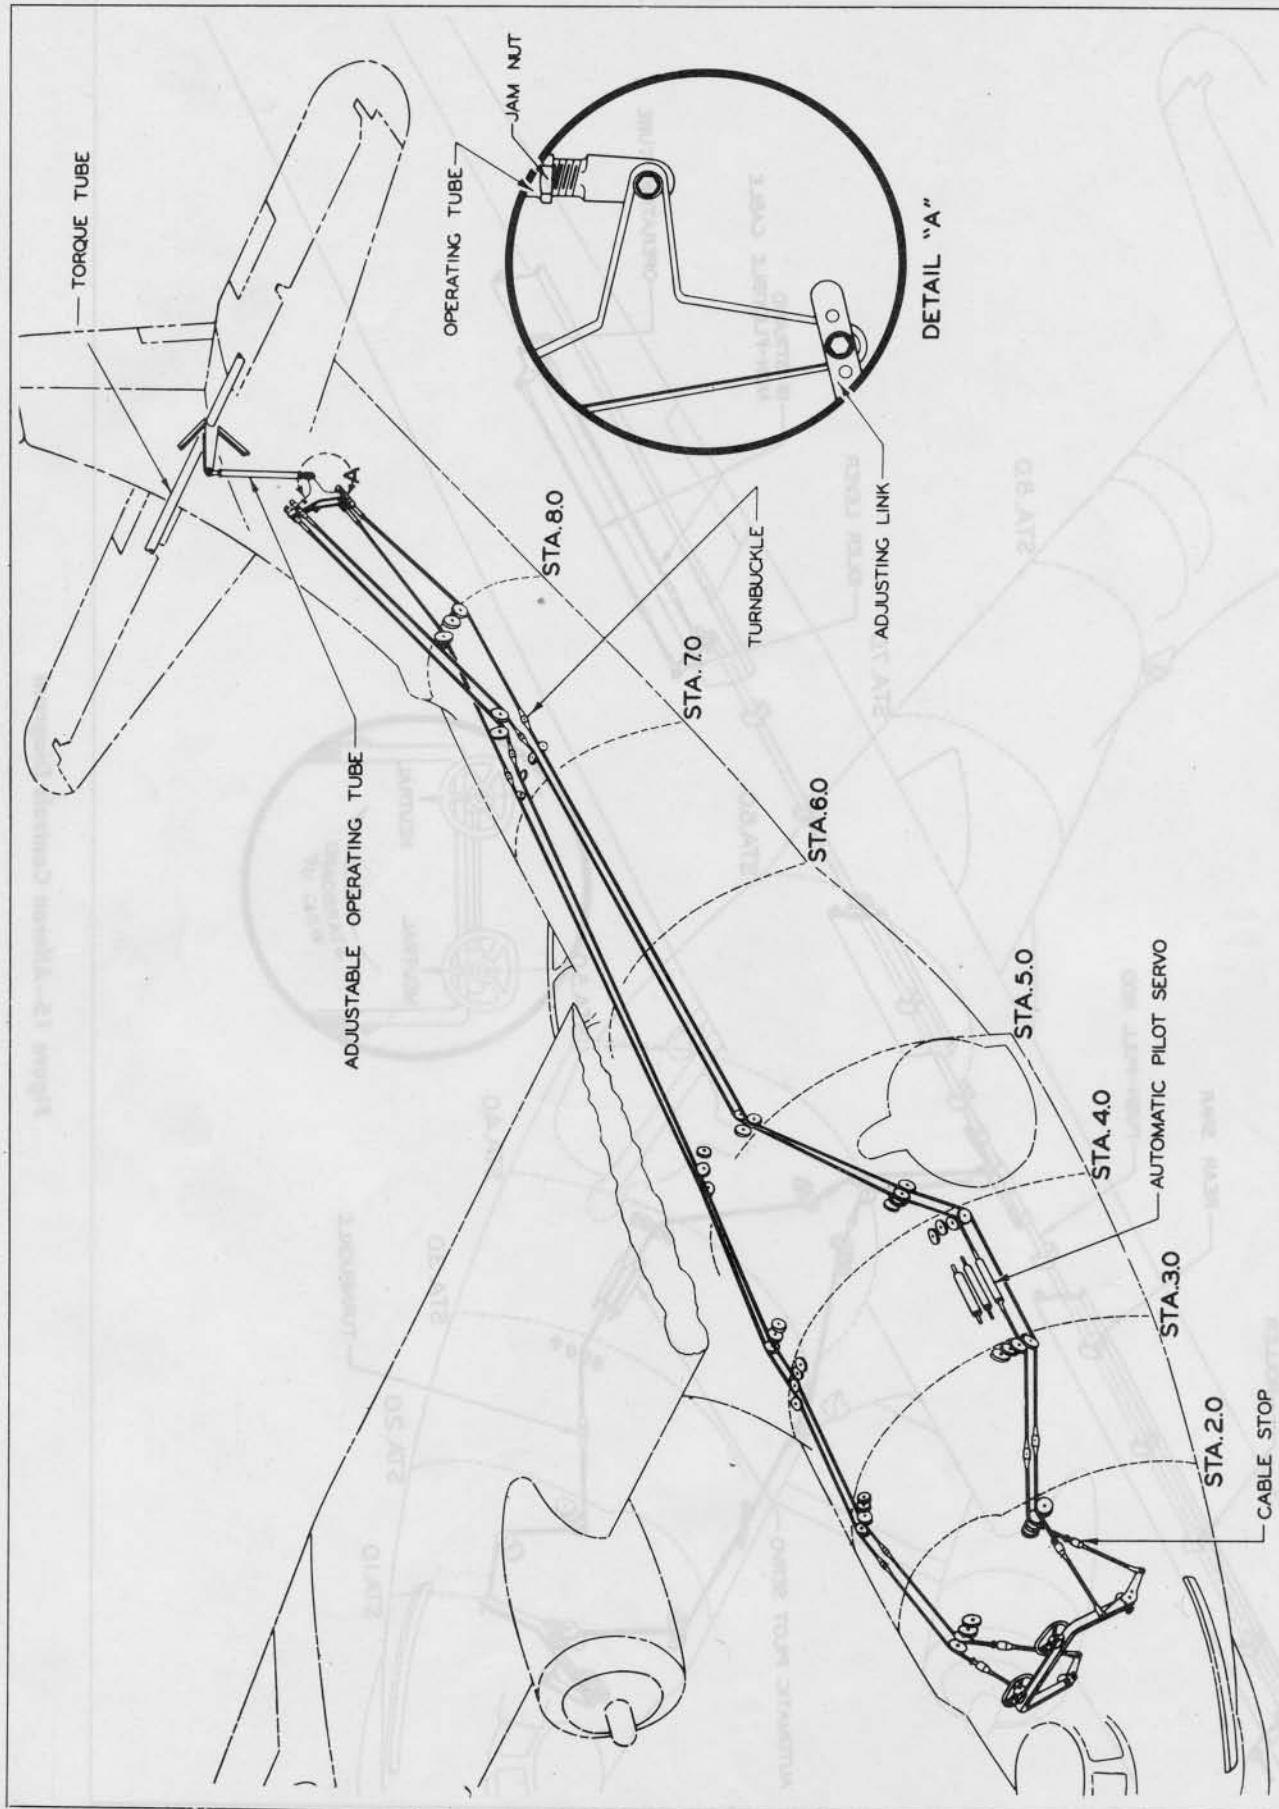 TORQUE TUBE
ADJUSTABLE OPERATING TUBE
OPERATING TUBE
JAM NUT
DETAIL "A"
ADJUSTING LINK
TURNBUCKLE
A
STA.8.0
STA.7.0
STA.6.0
STA.5.0
STA.4.0
STA.3.0
STA.2.0
AUTOMATIC PILOT SERVO
CABLE STOP